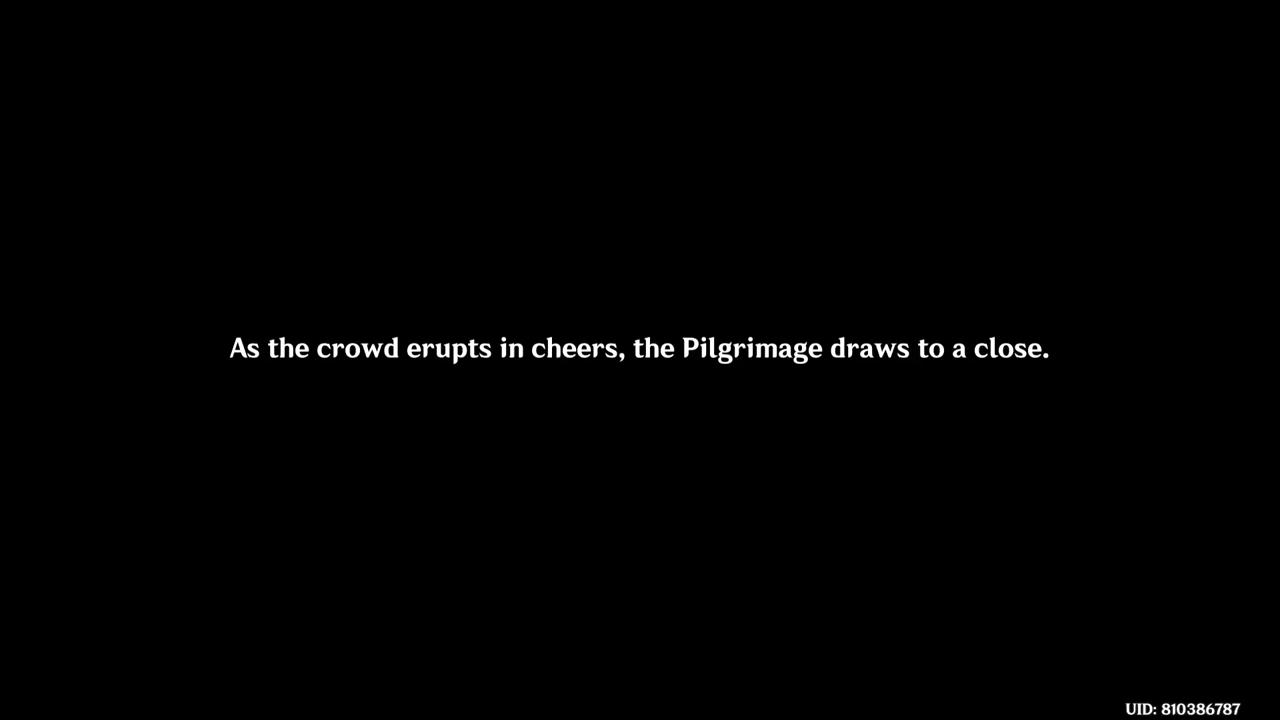 As the crowd erupts in cheers, the Pilgrimage draws to a close.
UID: 810386787